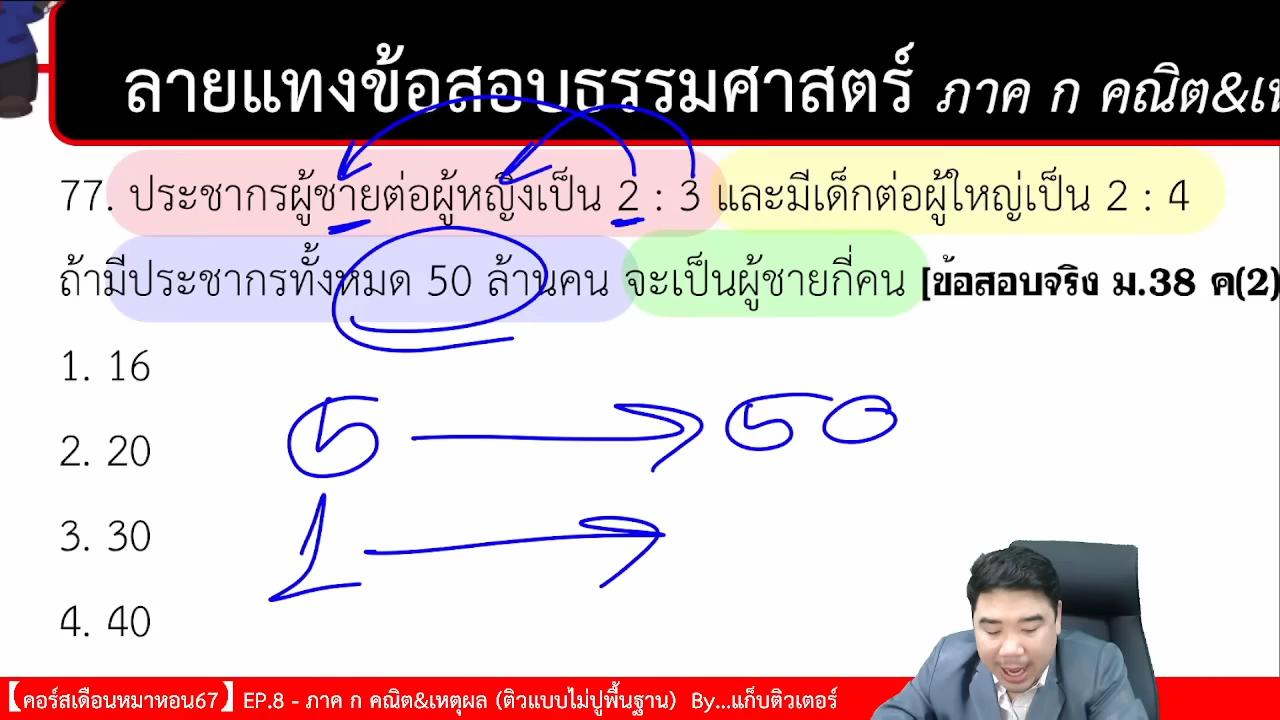 ลายแทงข้อสอบธรรมศาสตร์ ภาค ก คณิต&เห
77. ประชากรผู้ชายต่อผู้หญิงเป็น 2 : 3 และมีเด็กต่อผู้ใหญ่เป็น 2 : 4
ถ้ามีประชากรทั้งหมด 50 ล้านคน จะเป็นผู้ชายกี่คน [ข้อสอบจริง ม.38 ค(2)
1. 16
2. 20
3. 30
4. 40
5 50
1
【คอร์สเดือนหมาหอน67】 EP.8 - ภาค ก คณิต&เหตุผล (ติวแบบไม่ปูพื้นฐาน) By...แก็บติวเตอร์